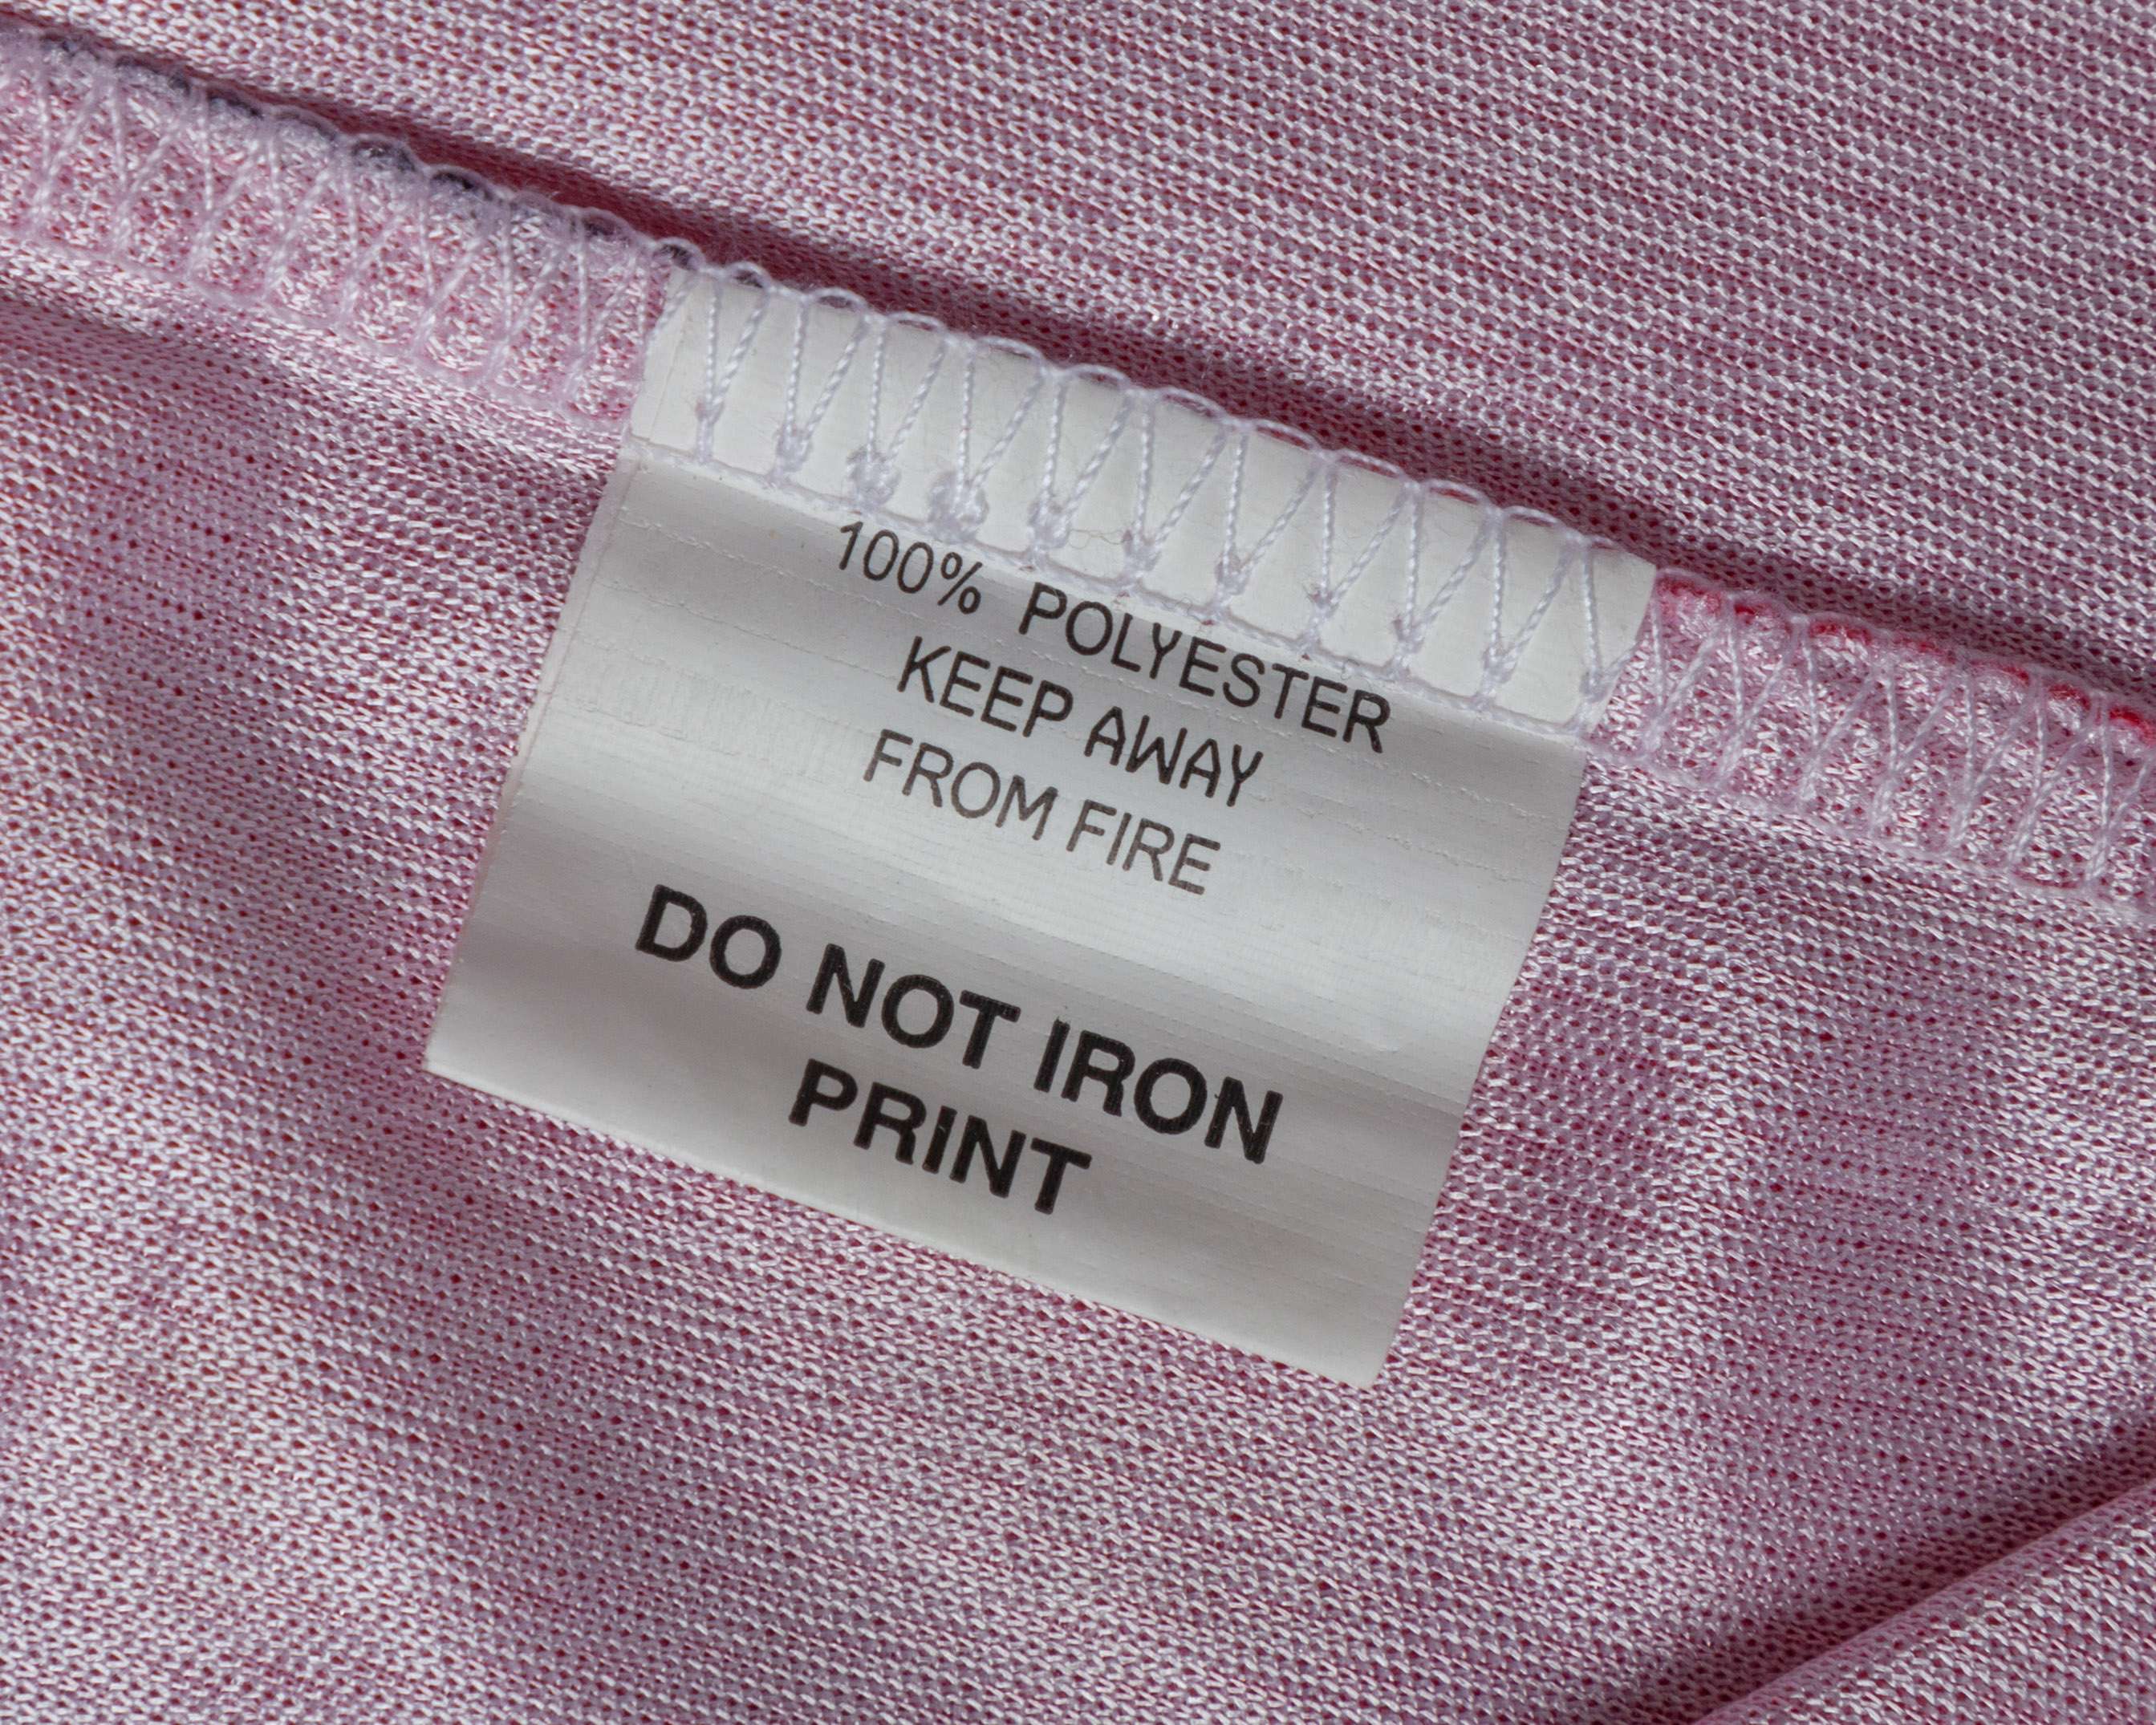 100% POLYESTER
KEEP AWAY
FROM FIRE
DO NOT IRON
PRINT